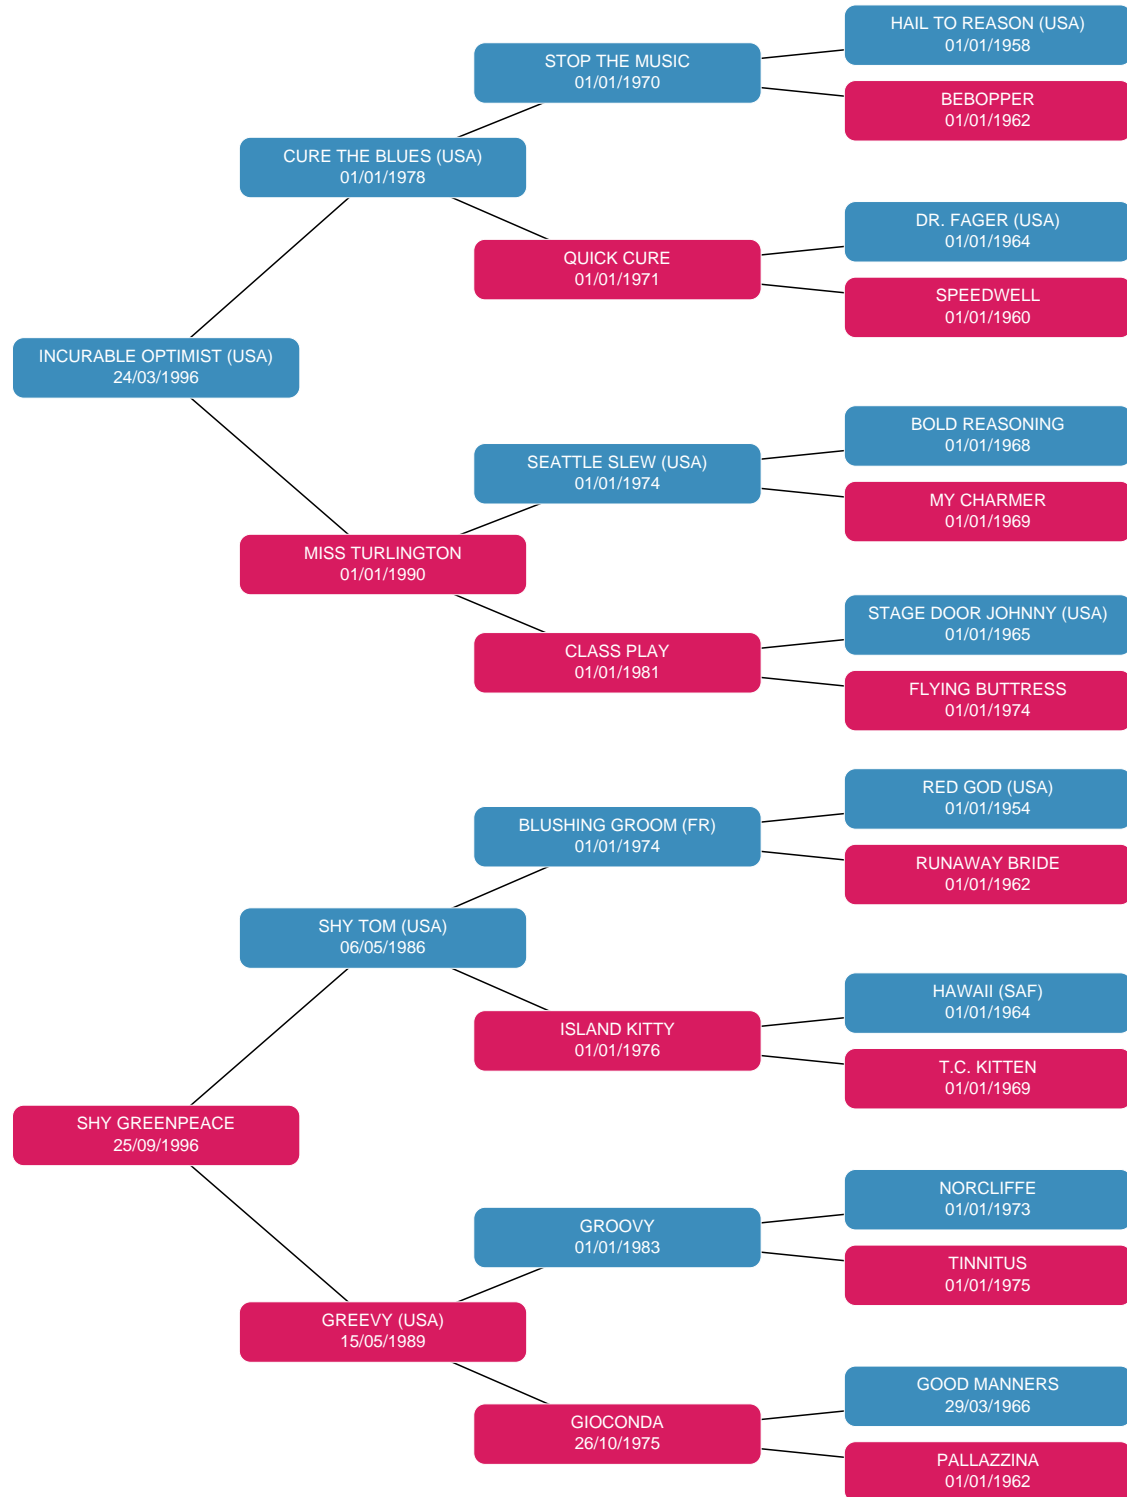 HAIL TO REASON (USA)
01/01/1958
STOP THE MUSIC
01/01/1970
BEBOPPER
01/01/1962
CURE THE BLUES (USA)
01/01/1978
DR. FAGER (USA)
01/01/1964
QUICK CURE
01/01/1971
SPEEDWELL
01/01/1960
INCURABLE OPTIMIST (USA)
24/03/1996
BOLD REASONING
01/01/1968
SEATTLE SLEW (USA)
01/01/1974
MY CHARMER
01/01/1969
MISS TURLINGTON
01/01/1990
STAGE DOOR JOHNNY (USA)
01/01/1965
CLASS PLAY
01/01/1981
FLYING BUTTRESS
01/01/1974
RED GOD (USA)
01/01/1954
BLUSHING GROOM (FR)
01/01/1974
RUNAWAY BRIDE
01/01/1962
SHY TOM (USA)
06/05/1986
HAWAII (SAF)
01/01/1964
ISLAND KITTY
01/01/1976
T.C. KITTEN
01/01/1969
SHY GREENPEACE
25/09/1996
NORCLIFFE
01/01/1973
GROOVY
01/01/1983
TINNITUS
01/01/1975
GREEVY (USA)
15/05/1989
GOOD MANNERS
29/03/1966
GIOCONDA
26/10/1975
PALLAZZINA
01/01/1962